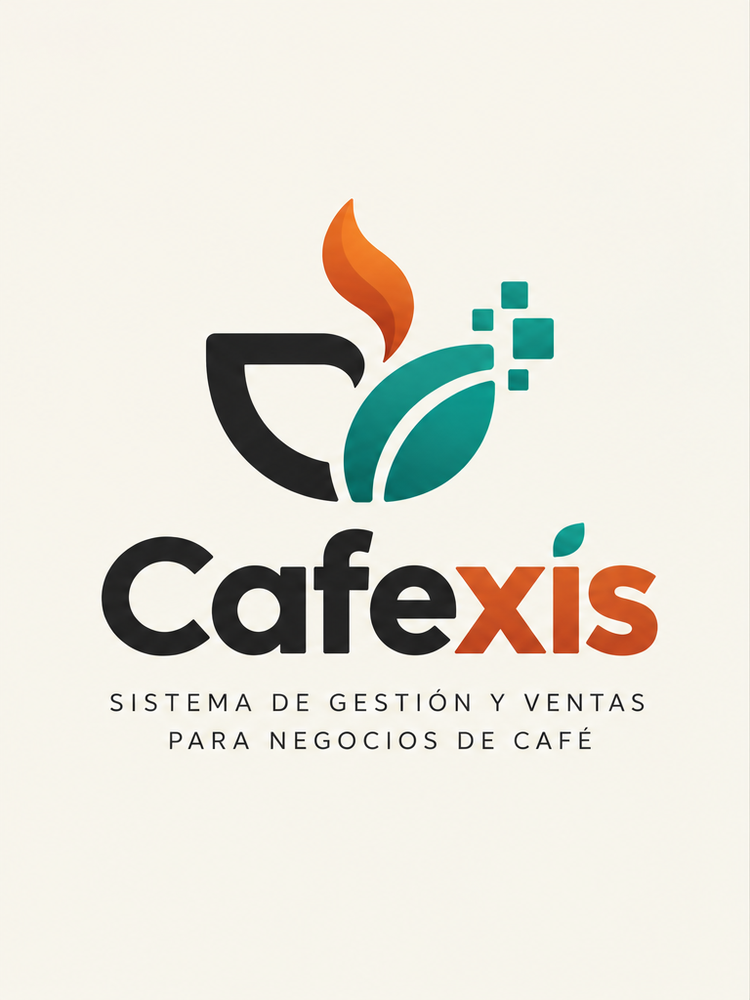 Cafexis
SISTEMA DE GESTIÓN Y VENTAS
PARA NEGOCIOS DE CAFÉ